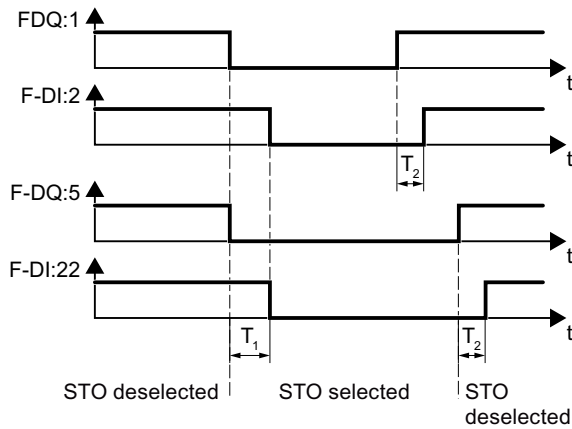 FDQ:1
t
F-DI:2
t
T2
F-DQ:5
t
F-DI:22
t
T1
T2
STO deselected
STO selected
STO
deselected